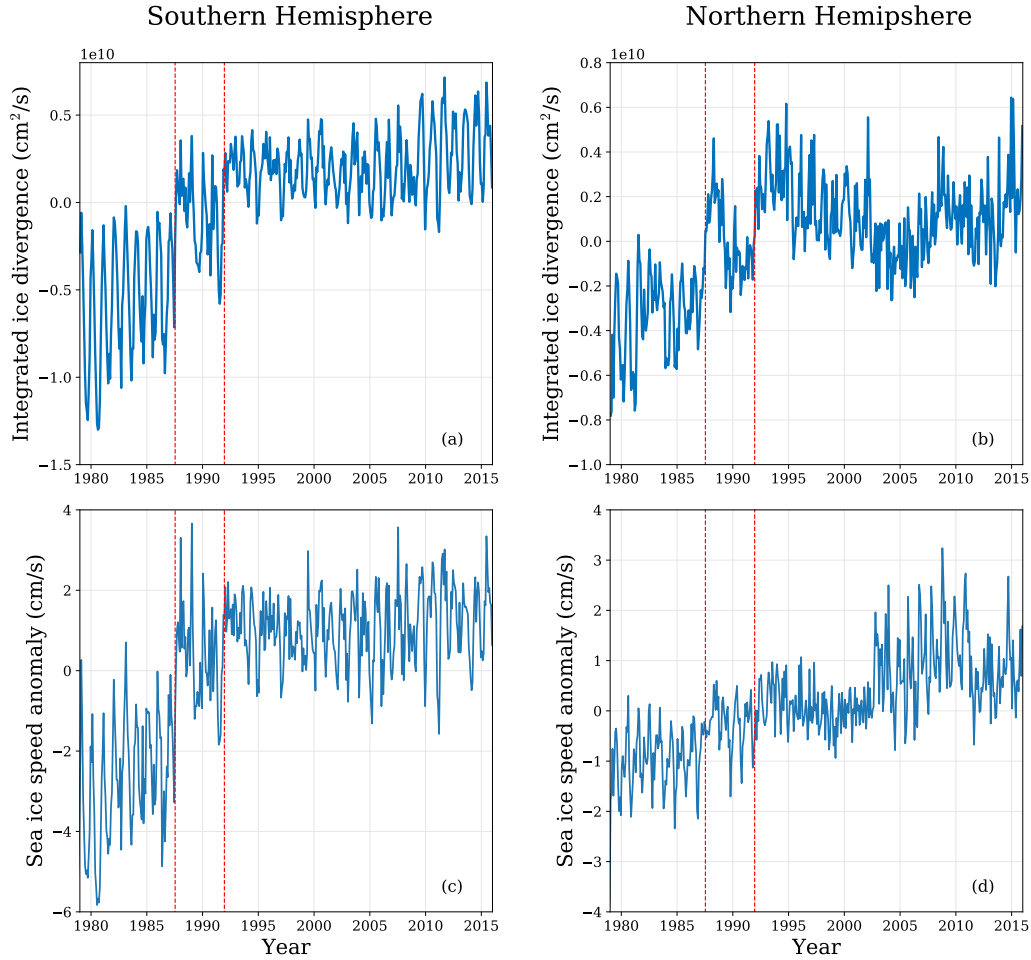 Southern Hemisphere
Northern Hemipshere
1e10
0.5
0.0
−0.5
−1.0
−1.5
Integrated ice divergence (cm²/s)
(a)
1980 1985 1990 1995 2000 2005 2010 2015
1e10
0.8
0.6
0.4
0.2
0.0
−0.2
−0.4
−0.6
−0.8
−1.0
Integrated ice divergence (cm²/s)
(b)
1980 1985 1990 1995 2000 2005 2010 2015
4
2
0
−2
−4
−6
Sea ice speed anomaly (cm/s)
(c)
1980 1985 1990 1995 2000 2005 2010 2015
Year
4
3
2
1
0
−1
−2
−3
−4
Sea ice speed anomaly (cm/s)
(d)
1980 1985 1990 1995 2000 2005 2010 2015
Year